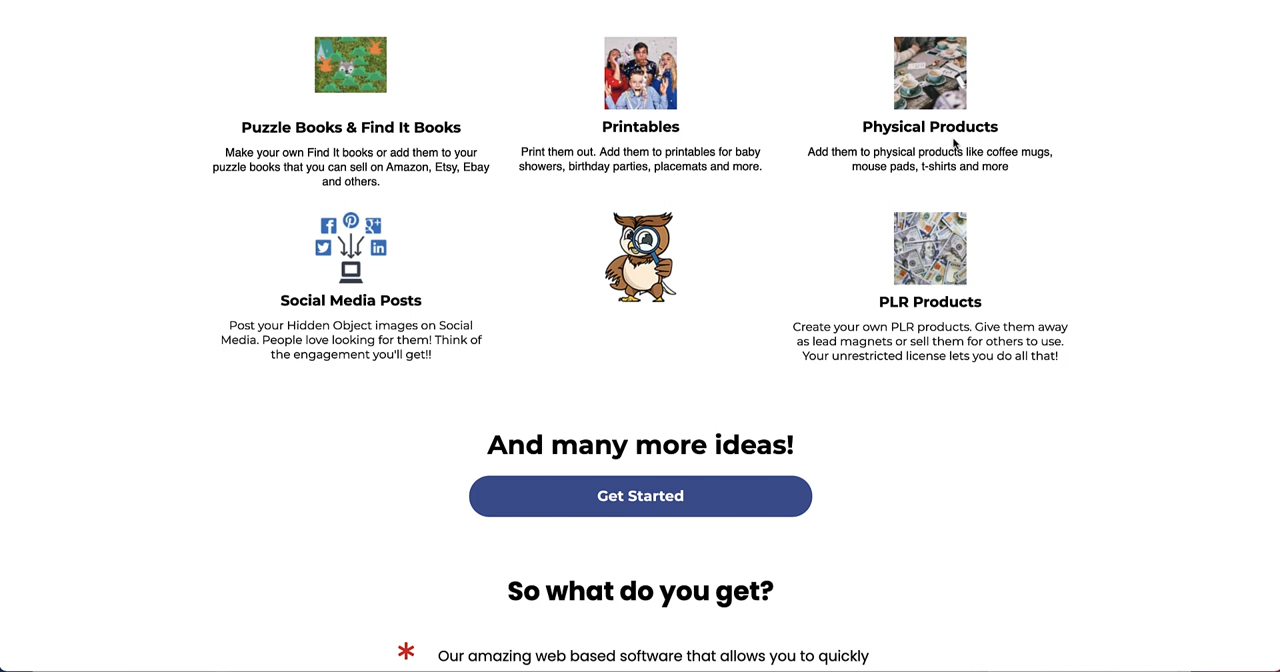 Puzzle Books & Find It Books
Make your own Find It books or add them to your
puzzle books that you can sell on Amazon, Etsy, Ebay
and others.
Printables
Print them out. Add them to printables for baby
showers, birthday parties, placemats and more.
Physical Products
Add them to physical products like coffee mugs,
mouse pads, t-shirts and more
Social Media Posts
Post your Hidden Object images on Social
Media. People love looking for them! Think of
the engagement you'll get!!
PLR Products
Create your own PLR products. Give them away
as lead magnets or sell them for others to use.
Your unrestricted license lets you do all that!
And many more ideas!
Get Started
So what do you get?
* Our amazing web based software that allows you to quickly